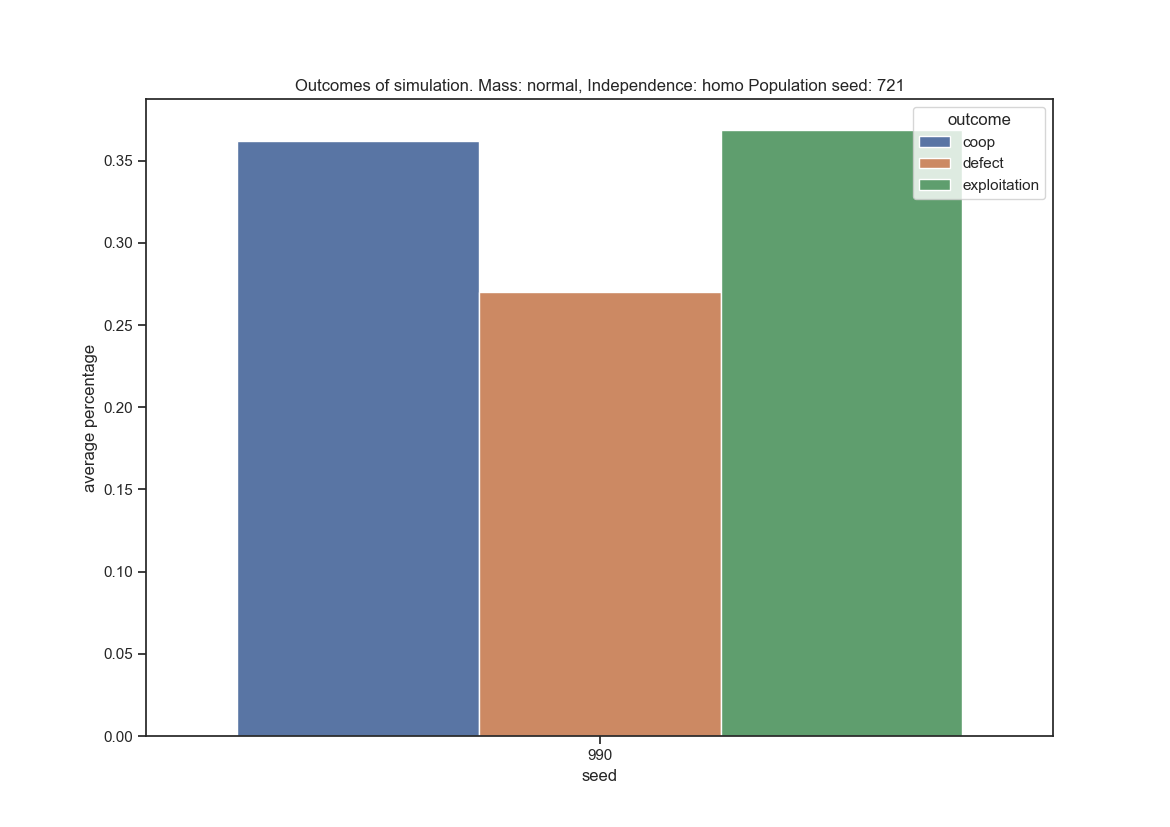 Outcomes of simulation. Mass: normal, Independence: homo Population seed: 721
outcome
coop
defect
exploitation
average percentage
0.35
0.30
0.25
0.20
0.15
0.10
0.05
0.00
990
seed